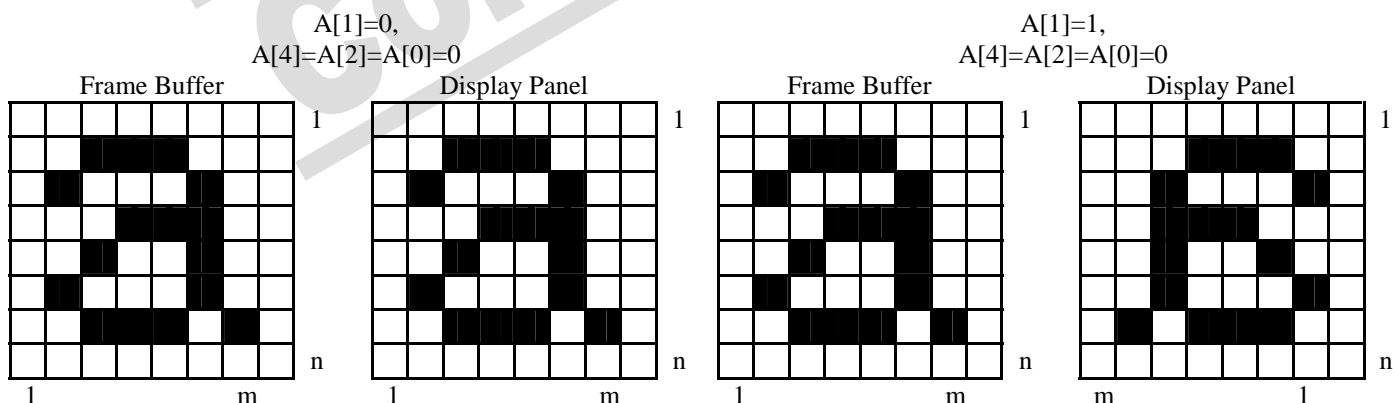 A[1]=0,
A[4]=A[2]=A[0]=0
Frame Buffer
Display Panel
1
1
n
n
1 m
1 m
A[1]=1,
A[4]=A[2]=A[0]=0
Frame Buffer
Display Panel
1
1
n
n
1 m
m 1